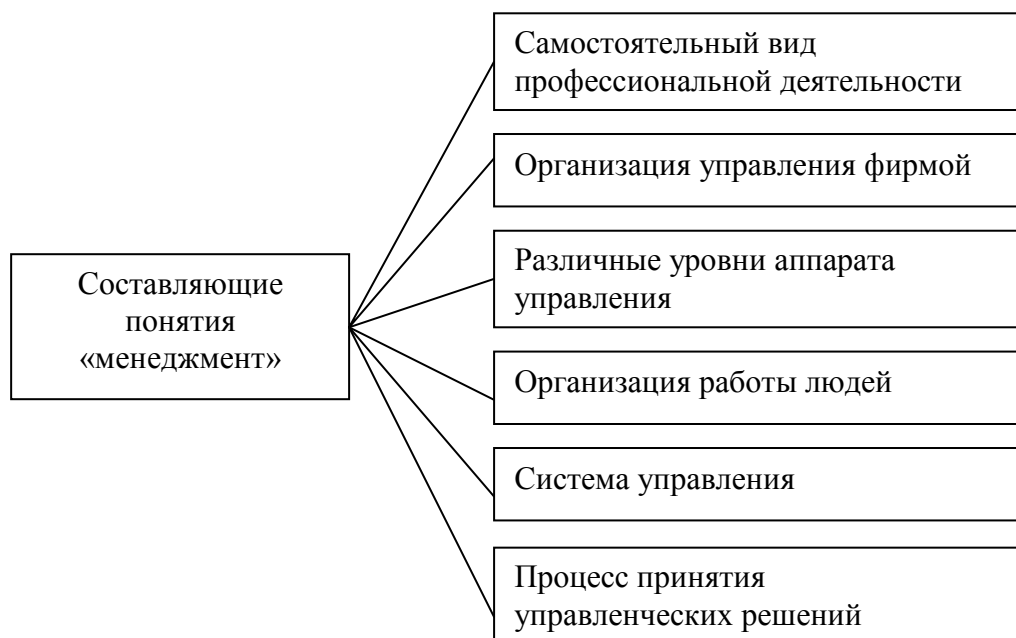 Составляющие
понятия
«менеджмент»
Самостоятельный вид
профессиональной деятельности
Организация управления фирмой
Различные уровни аппарата
управления
Организация работы людей
Система управления
Процесс принятия
управленческих решений